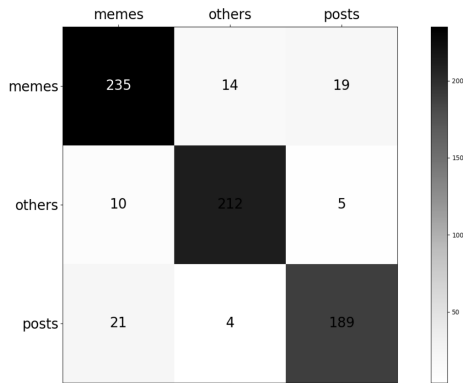 memes others posts
memes 235 14 19
others 10 212 5
posts 21 4 189
200
150
100
50
0